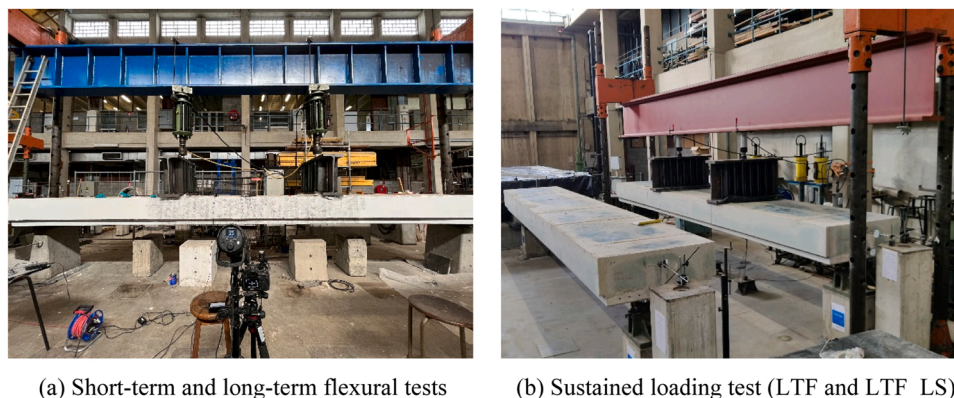 (a) Short-term and long-term flexural tests
(b) Sustained loading test (LTF and LTF_LS)